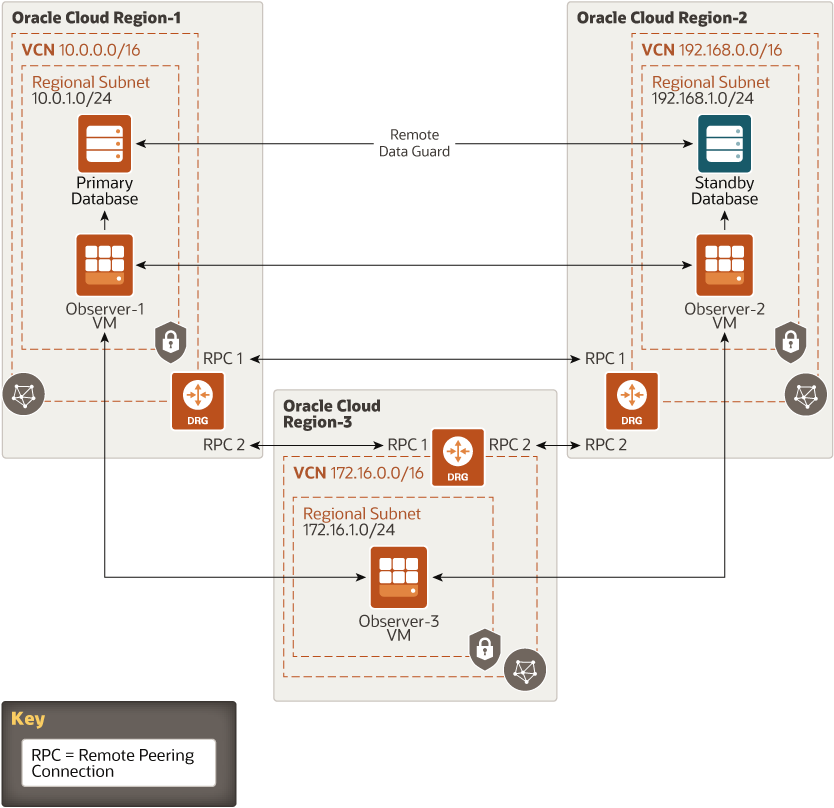 Oracle Cloud Region-1
VCN 10.0.0.0/16
Regional Subnet
10.0.1.0/24
Primary
Database
Observer-1
VM
DRG
Remote
Data Guard
Oracle Cloud Region-2
VCN 192.168.0.0/16
Regional Subnet
192.168.1.0/24
Standby
Database
Observer-2
VM
DRG
RPC 1
RPC 1
RPC 2
RPC 1
RPC 2
RPC 2
Oracle Cloud
Region-3
DRG
VCN 172.16.0.0/16
Regional Subnet
172.16.1.0/24
Observer-3
VM
Key
RPC = Remote Peering
Connection